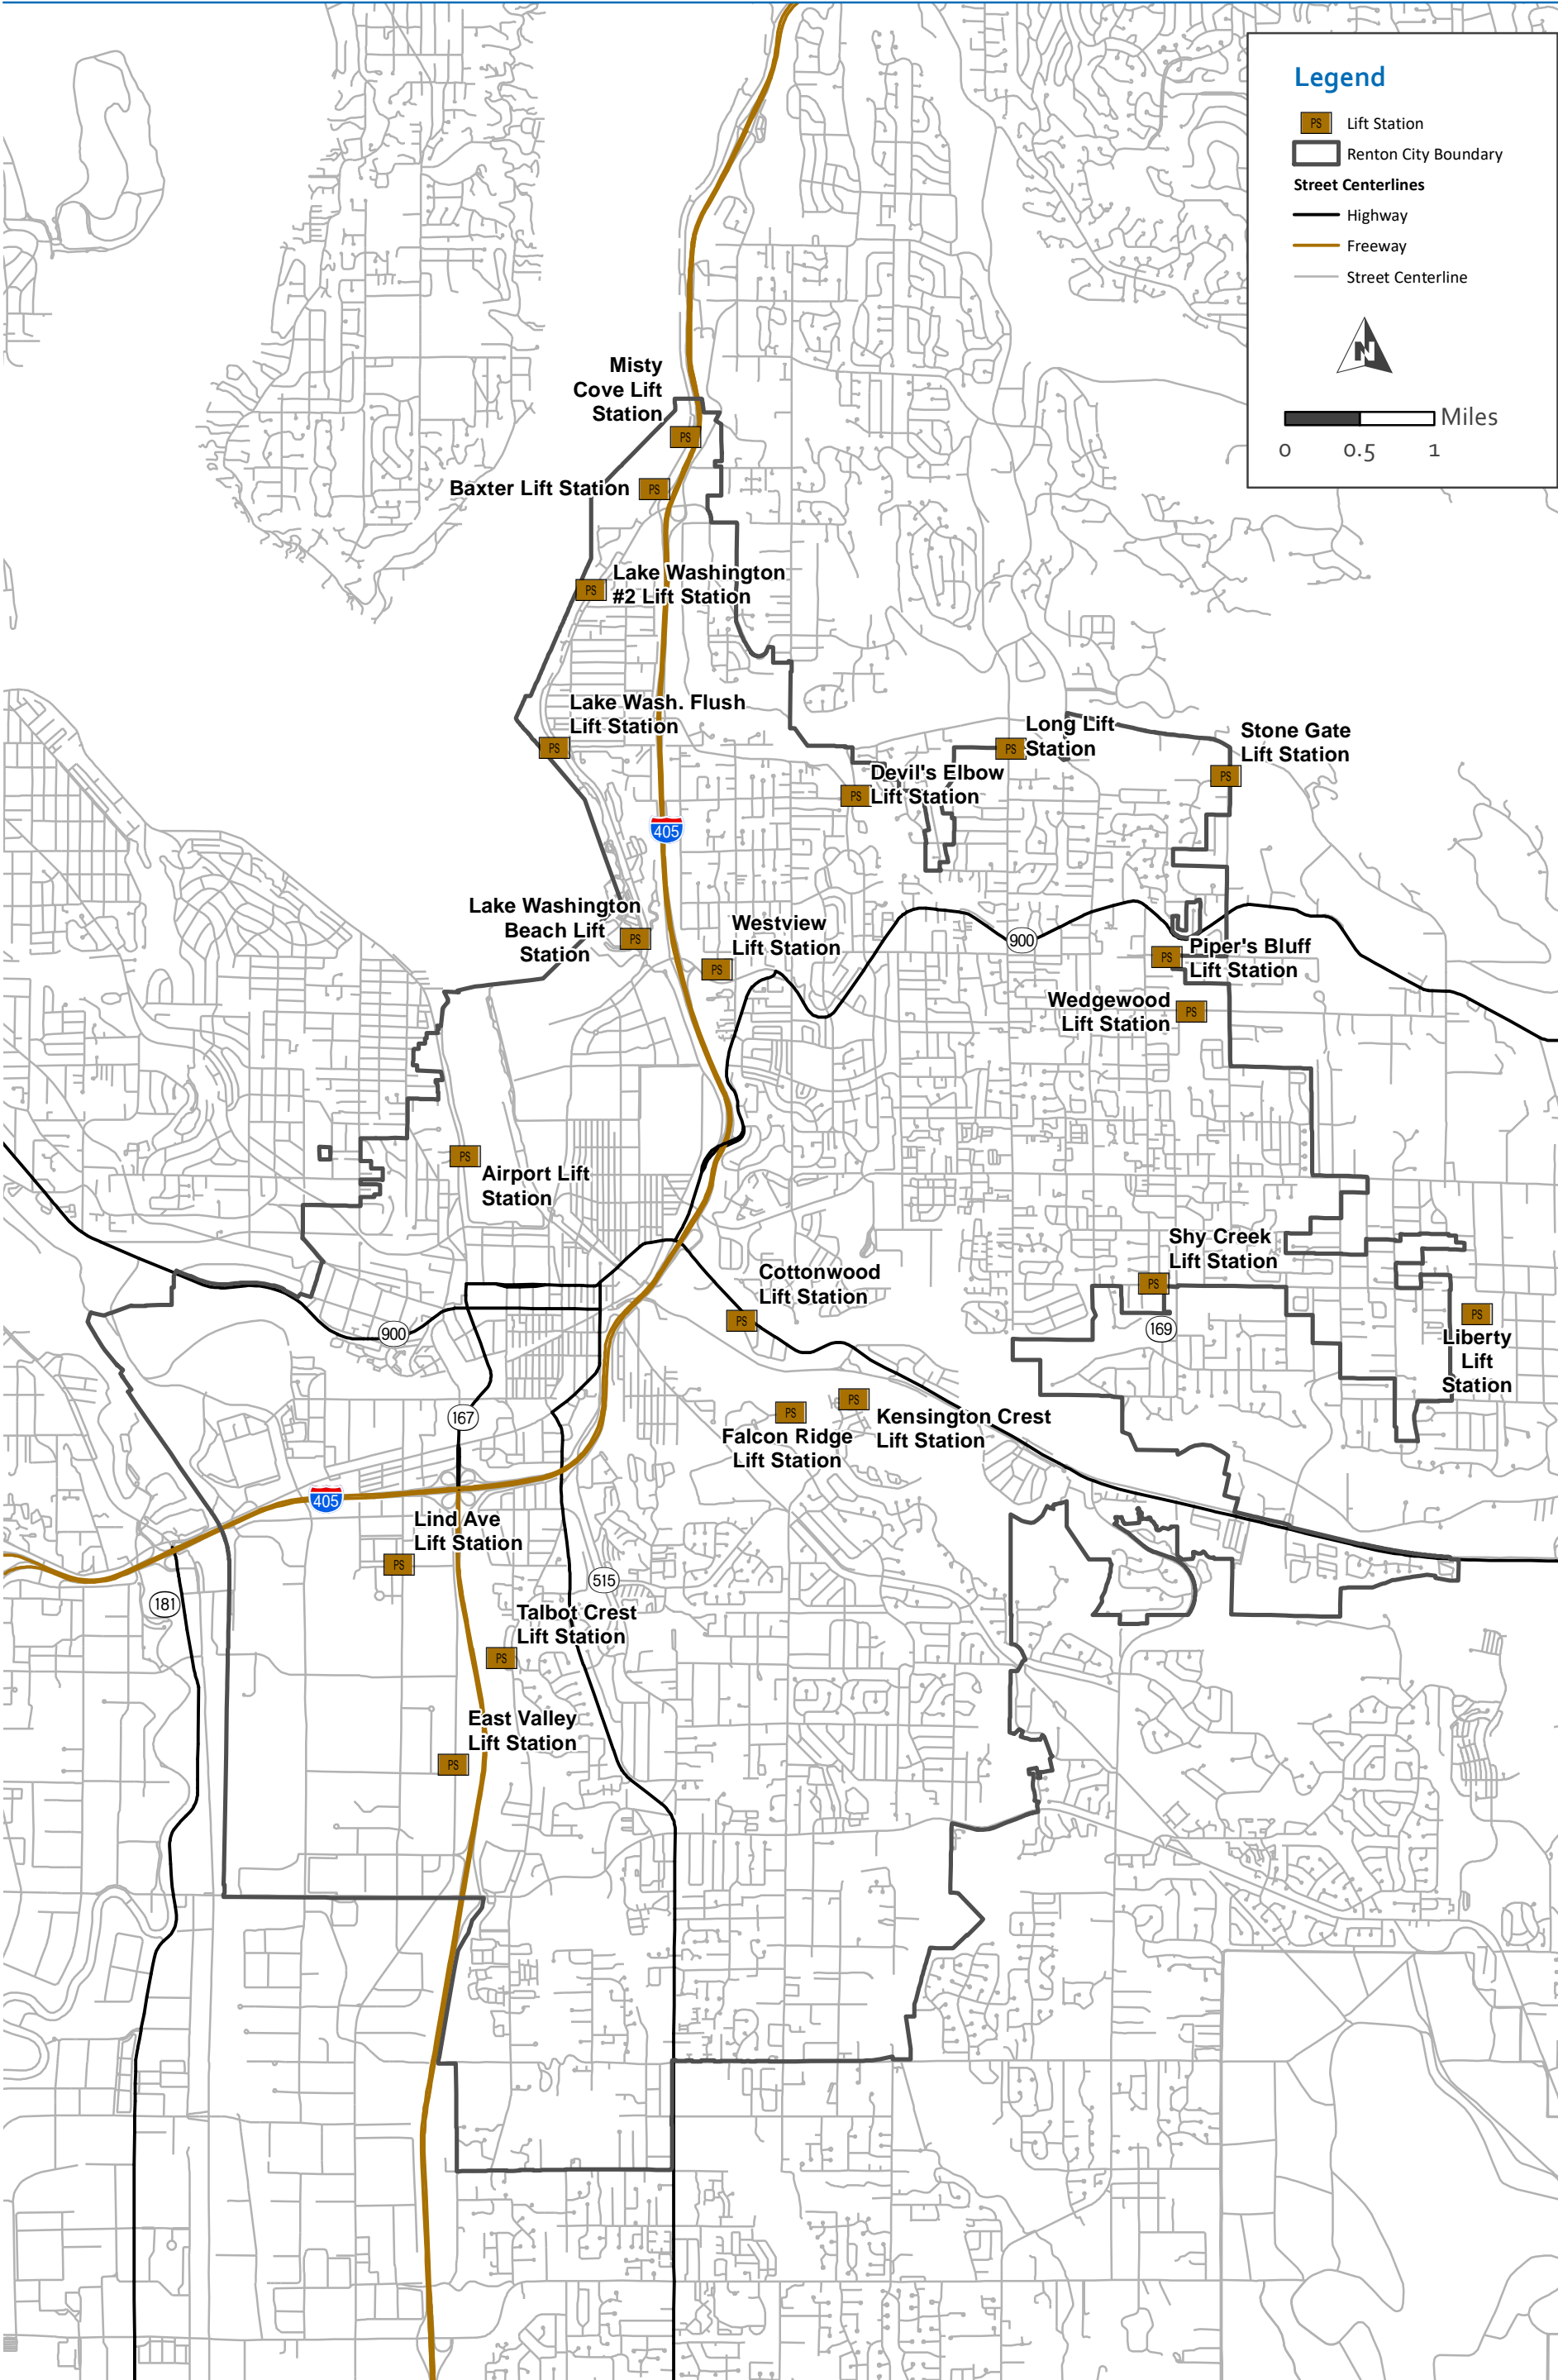 Legend
PS Lift Station
Renton City Boundary
Street Centerlines
Highway
Freeway
Street Centerline
N
Miles
0 0.5 1
Misty
Cove Lift
Station
PS
Baxter Lift Station
PS
Lake Washington
#2 Lift Station
PS
Lake Wash. Flush
Lift Station
PS
Long Lift
Station
PS
Stone Gate
Lift Station
PS
Devil's Elbow
Lift Station
PS
405
Lake Washington
Beach Lift
Station
PS
Westview
Lift Station
PS
900
Piper's Bluff
Lift Station
PS
Wedgewood
Lift Station
PS
Airport Lift
Station
PS
Shy Creek
Lift Station
PS
Cottonwood
Lift Station
PS
900
169
Liberty
Lift
Station
PS
167
Falcon Ridge
Lift Station
PS
Kensington Crest
Lift Station
PS
405
Lind Ave
Lift Station
PS
515
181
Talbot Crest
Lift Station
PS
East Valley
Lift Station
PS